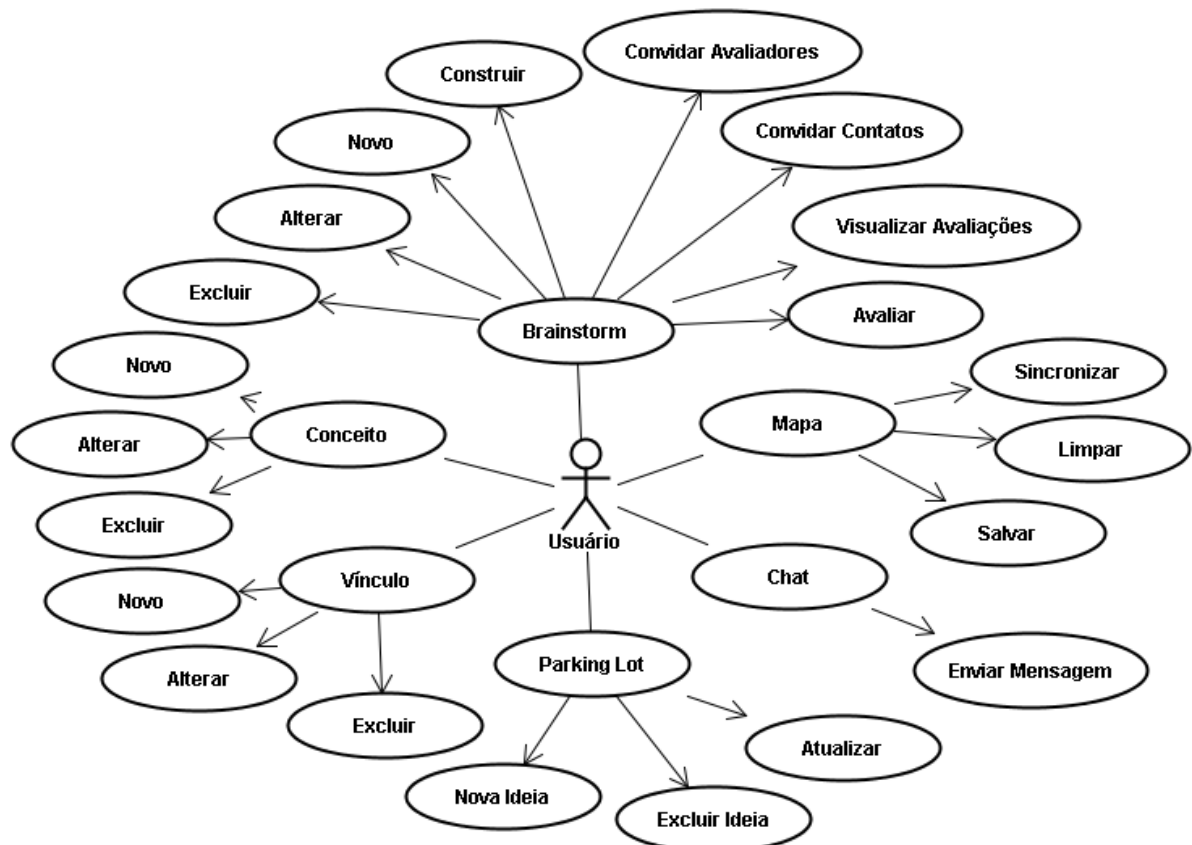 Convidar Avaliadores
Construir
Convidar Contatos
Novo
Alterar
Visualizar Avaliações
Excluir
Avaliar
Brainstorm
Novo
Sincronizar
Mapa
Conceito
Alterar
Limpar
Excluir
Salvar
Usuário
Vínculo
Chat
Novo
Parking Lot
Enviar Mensagem
Alterar
Excluir
Atualizar
Nova Ideia
Excluir Ideia